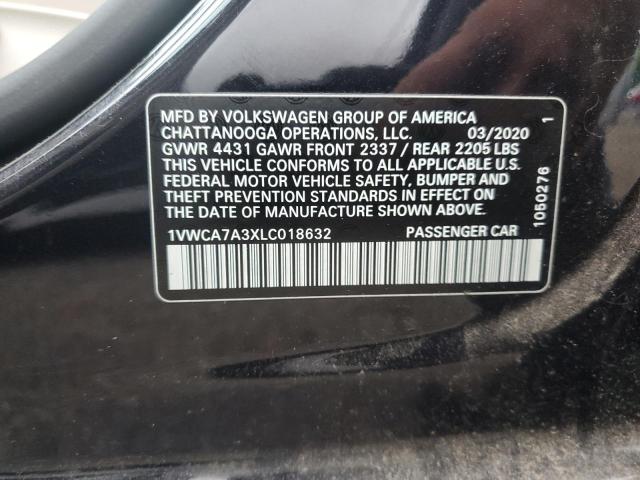 MFD BY VOLKSWAGEN GROUP OF AMERICA
CHATTANOOGA OPERATIONS, LLC. 03/2020
GVWR 4431 GAWR FRONT 2337 / REAR 2205 LBS
THIS VEHICLE CONFORMS TO ALL APPLICABLE U.S.
FEDERAL MOTOR VEHICLE SAFETY, BUMPER AND
THEFT PREVENTION STANDARDS IN EFFECT ON THE
DATE OF MANUFACTURE SHOWN ABOVE.
1VWCA7A3XLC018632 PASSENGER CAR
1050276 1